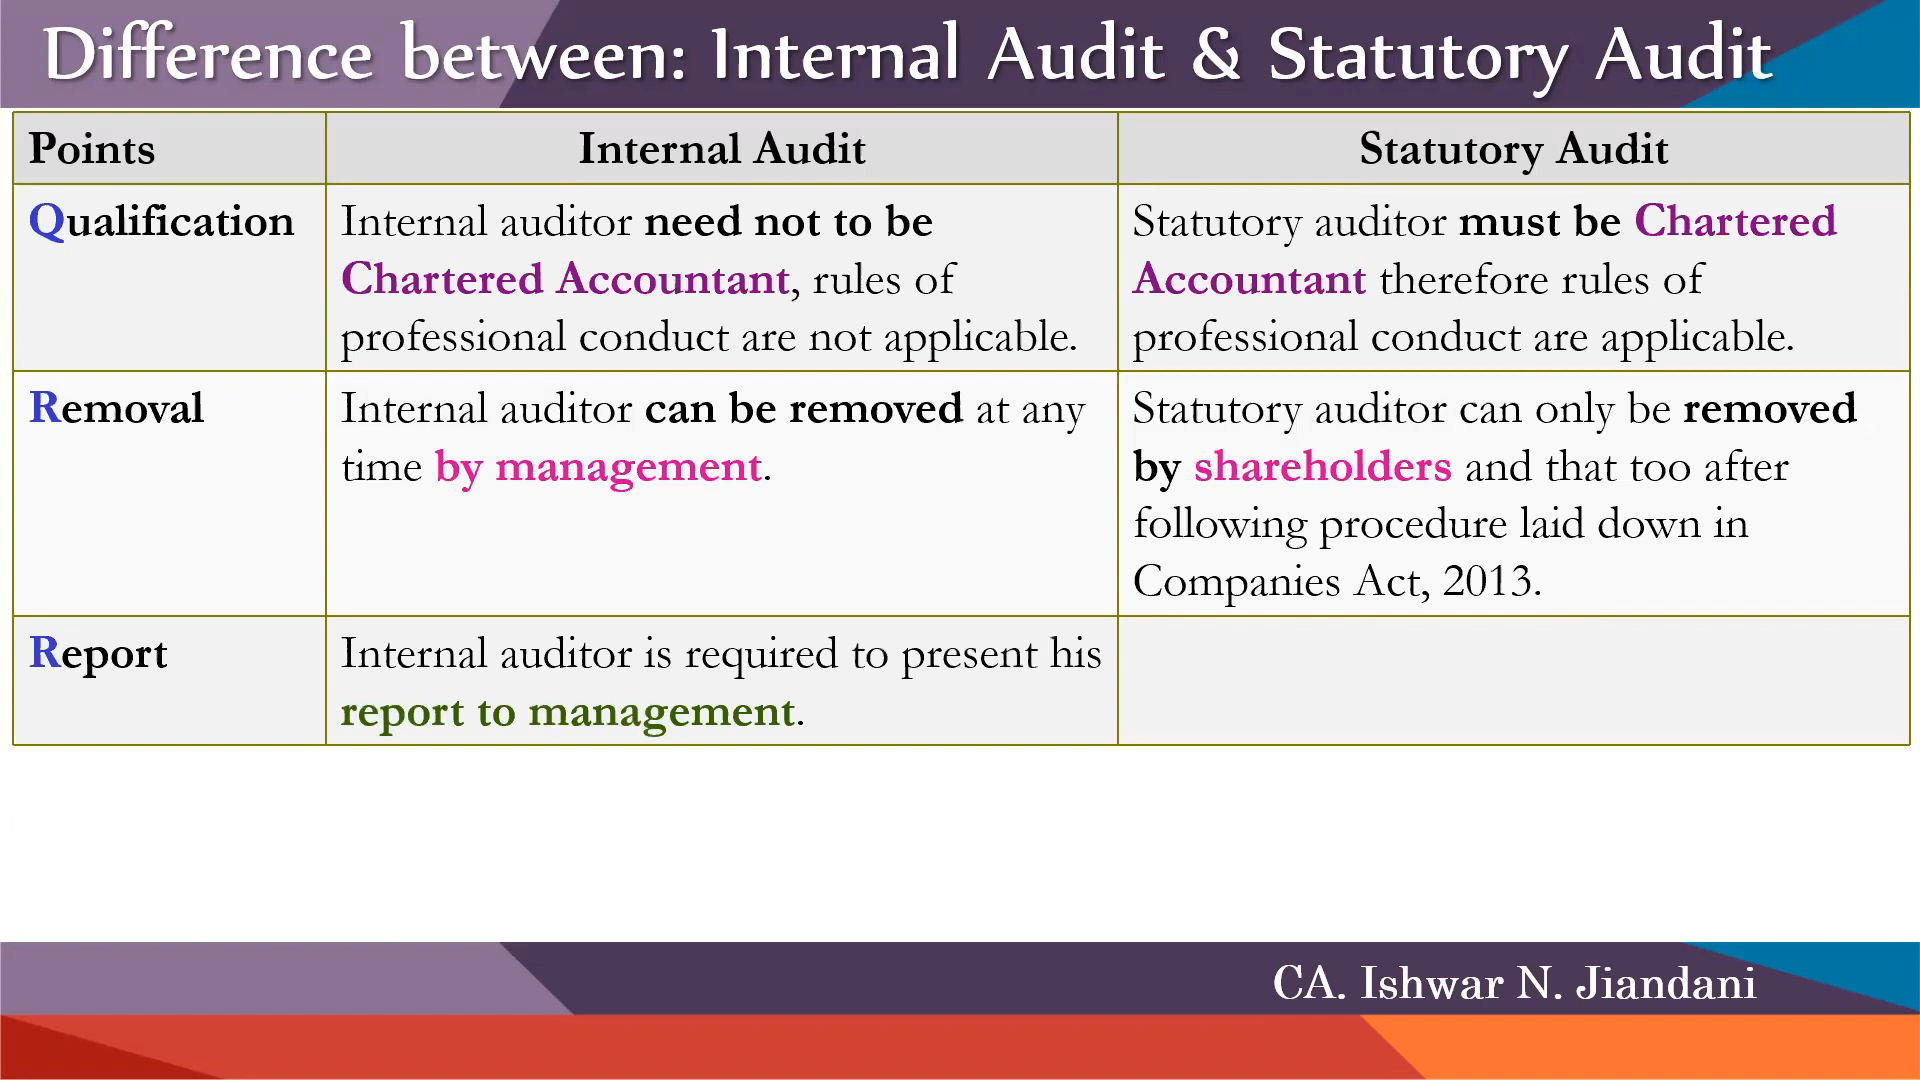 Difference between: Internal Audit & Statutory Audit
Points
Internal Audit
Statutory Audit
Qualification
Internal auditor need not to be
Chartered Accountant, rules of
professional conduct are not applicable.
Statutory auditor must be Chartered
Accountant therefore rules of
professional conduct are applicable.
Removal
Internal auditor can be removed at any
time by management.
Statutory auditor can only be removed
by shareholders and that too after
following procedure laid down in
Companies Act, 2013.
Report
Internal auditor is required to present his
report to management.
CA. Ishwar N. Jiandani